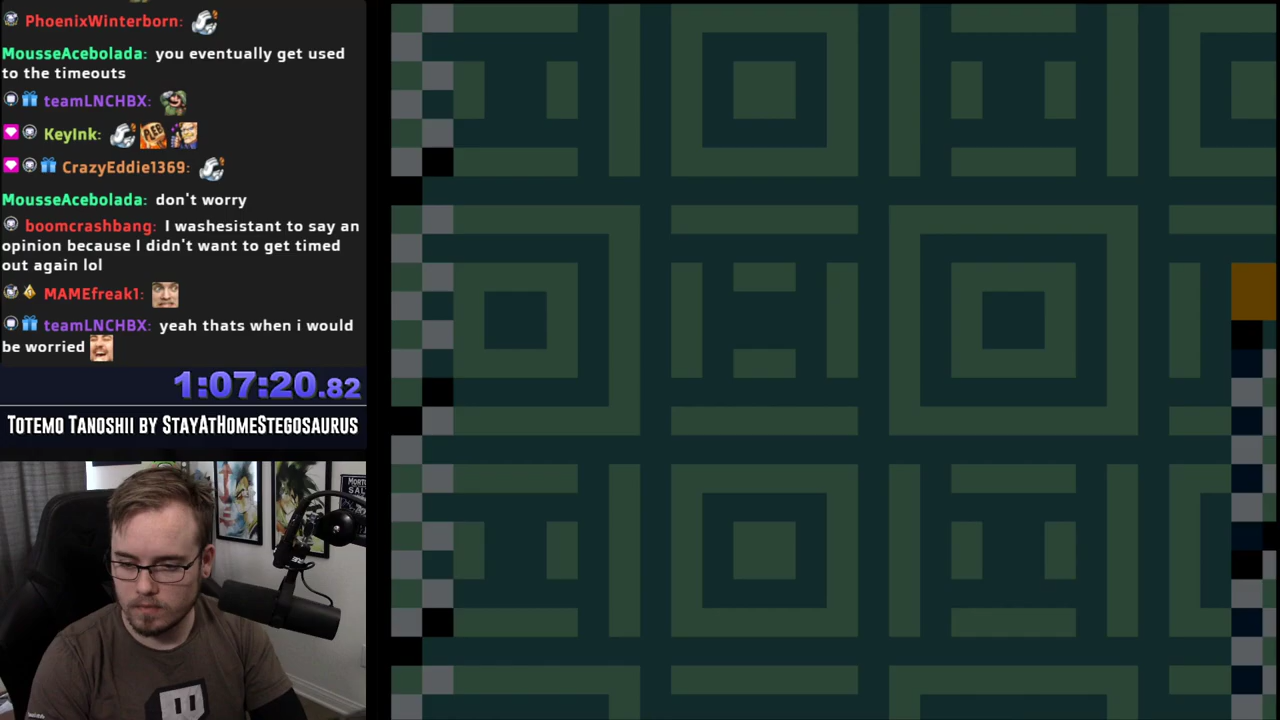 PhoenixWinterborn:
MousseAcebolada: you eventually get used
to the timeouts
teamLNCHBX:
KeyInk:
CrazyEddie1369:
MousseAcebolada: don't worry
boomcrashbang: I washesistant to say an
opinion because I didn't want to get timed
out again lol
MAMEfreak1:
teamLNCHBX: yeah thats when i would
be worried
1:07:20.82
Totemo Tanoshii by StayAtHomeStegosaurus